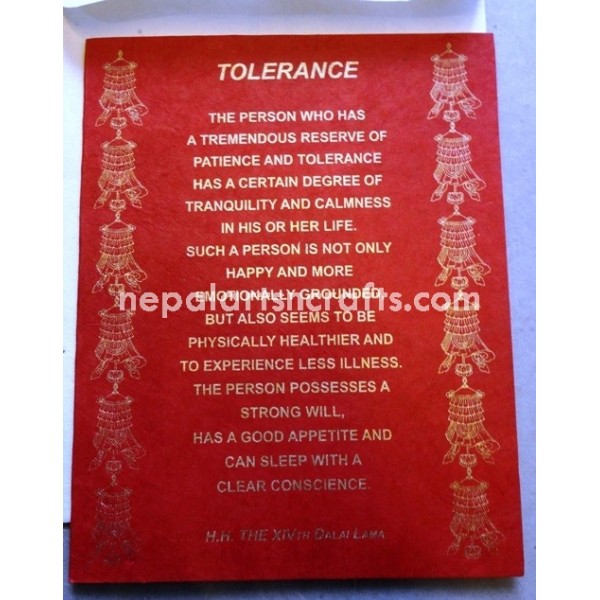 TOLERANCE
THE PERSON WHO HAS
A TREMENDOUS RESERVE OF
PATIENCE AND TOLERANCE
HAS A CERTAIN DEGREE OF
TRANQUILITY AND CALMNESS
IN HIS OR HER LIFE.
SUCH A PERSON IS NOT ONLY
HAPPY AND MORE
EMOTIONALLY GROUNDED,
nepalartshcrafts.com
BUT ALSO SEEMS TO BE
PHYSICALLY HEALTHIER AND
TO EXPERIENCE LESS ILLNESS.
THE PERSON POSSESSES A
STRONG WILL,
HAS A GOOD APPETITE AND
CAN SLEEP WITH A
CLEAR CONSCIENCE.
H.H. THE XIVTH DALAI LAMA